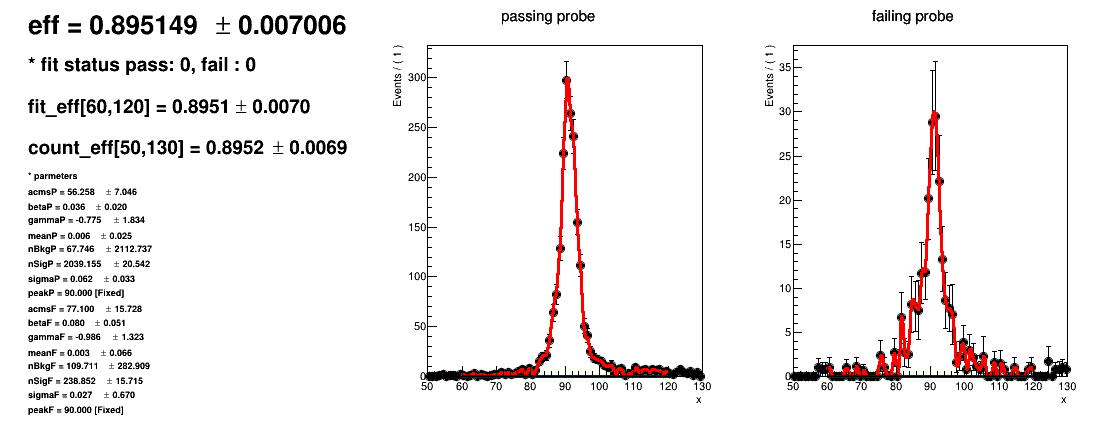 eff = 0.895149 ± 0.007006
* fit status pass: 0, fail : 0
fit_eff[60,120] = 0.8951 ± 0.0070
count_eff[50,130] = 0.8952 ± 0.0069
* parmeters
acmsP = 56.258 ± 7.046
betaP = 0.036 ± 0.020
gammaP = -0.775 ± 1.834
meanP = 0.006 ± 0.025
nBkgP = 67.746 ± 2112.737
nSigP = 2039.155 ± 20.542
sigmaP = 0.062 ± 0.033
peakP = 90.000 [Fixed]
acmsF = 77.100 ± 15.728
betaF = 0.080 ± 0.051
gammaF = -0.986 ± 1.323
meanF = 0.003 ± 0.066
nBkgF = 109.711 ± 282.909
nSigF = 238.852 ± 15.715
sigmaF = 0.027 ± 0.670
peakF = 90.000 [Fixed]
passing probe
Events / ( 1 )
300
250
200
150
100
50
0
50 60 70 80 90 100 110 120 130
x
failing probe
Events / ( 1 )
35
30
25
20
15
10
5
0
50 60 70 80 90 100 110 120 130
x